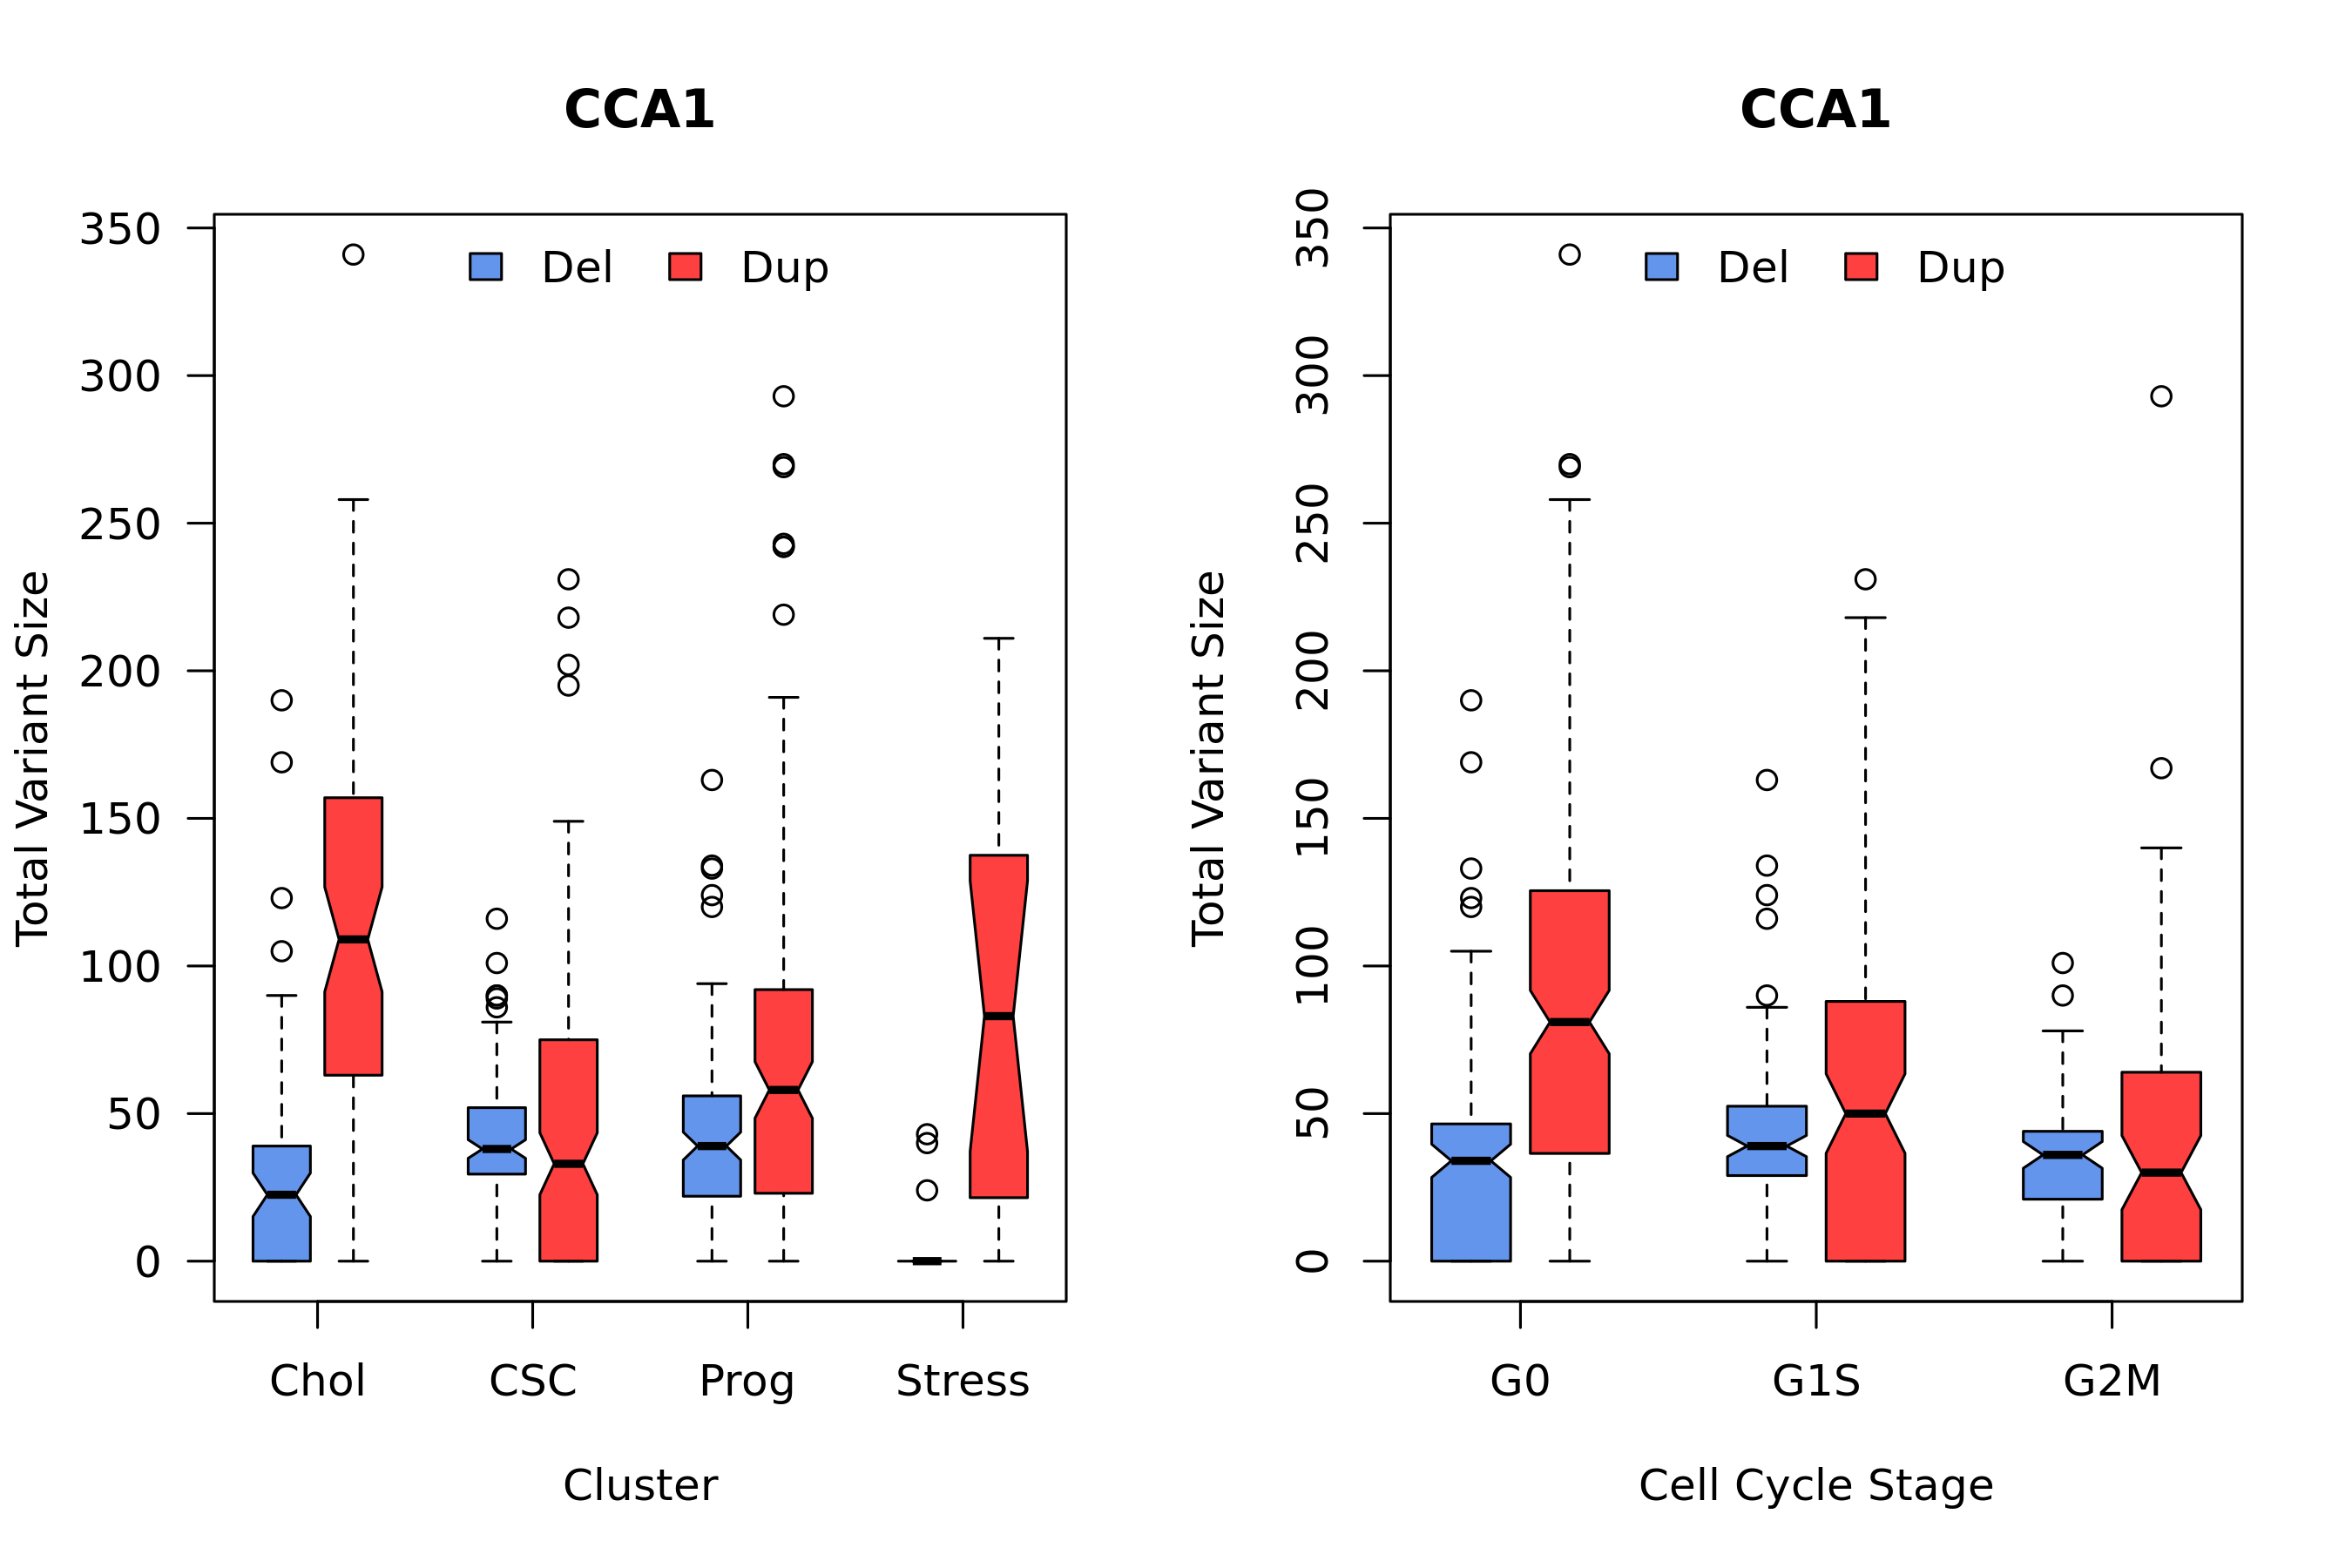 CCA1
Del Dup
Total Variant Size
350
300
250
200
150
100
50
0
Chol CSC Prog Stress
Cluster
CCA1
Del Dup
Total Variant Size
350
300
250
200
150
100
50
0
G0 G1S G2M
Cell Cycle Stage